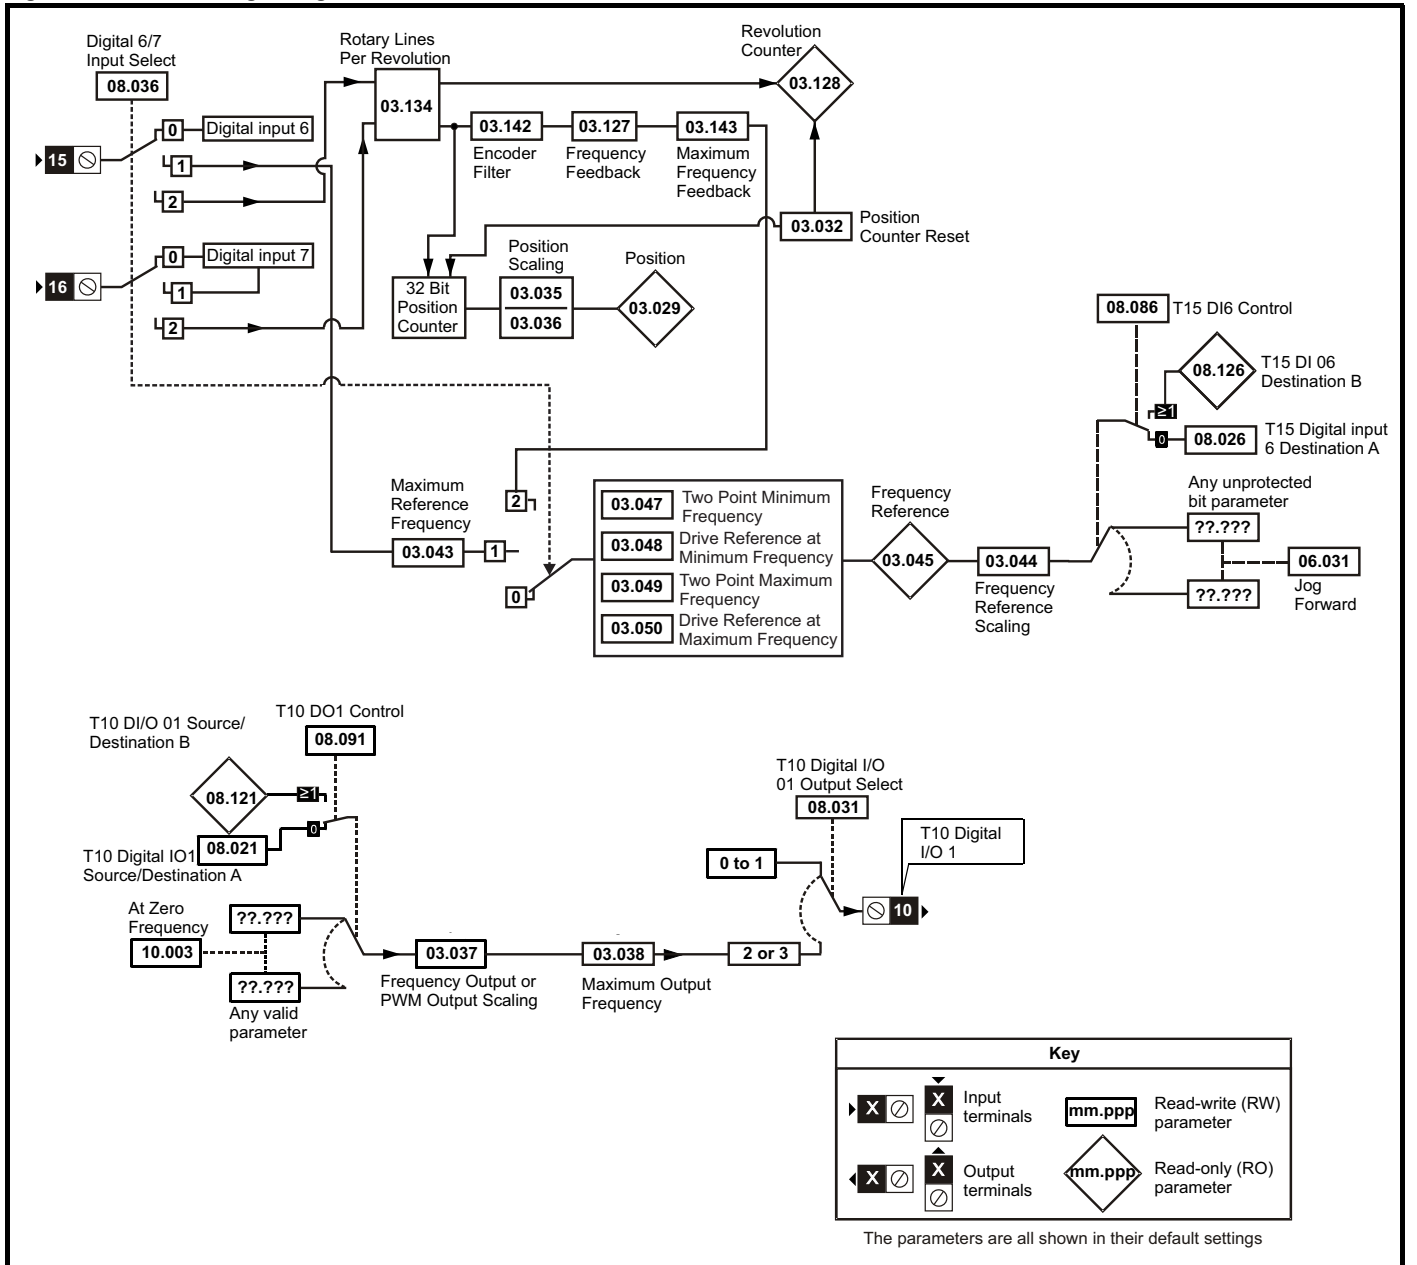 Digital 6/7
Input Select
08.036
Rotary Lines
Per Revolution
03.134
Revolution
Counter
03.128
15
0
Digital input 6
1
2
03.142
Encoder
Filter
03.127
Frequency
Feedback
03.143
Maximum
Frequency
Feedback
03.032
Position
Counter Reset
16
0
Digital input 7
1
2
32 Bit
Position
Counter
Position
Scaling
03.035
03.036
Position
03.029
08.086
T15 DI6 Control
08.126
T15 DI 06
Destination B
≥1
0
08.026
T15 Digital input
6 Destination A
Maximum
Reference
Frequency
03.043
2
1
0
03.047
Two Point Minimum
Frequency
03.048
Drive Reference at
Minimum Frequency
03.049
Two Point Maximum
Frequency
03.050
Drive Reference at
Maximum Frequency
Frequency
Reference
03.045
03.044
Frequency
Reference
Scaling
Any unprotected
bit parameter
??.???
??.???
06.031
Jog
Forward
T10 DI/O 01 Source/
Destination B
T10 DO1 Control
08.091
08.121
≥1
0
08.021
T10 Digital IO1
Source/Destination A
At Zero
Frequency
10.003
??.???
??.???
Any valid
parameter
03.037
Frequency Output or
PWM Output Scaling
03.038
Maximum Output
Frequency
2 or 3
0 to 1
T10 Digital I/O
01 Output Select
08.031
T10 Digital
I/O 1
10
Key
X
X
Input
terminals
mm.ppp
Read-write (RW)
parameter
X
X
Output
terminals
mm.ppp
Read-only (RO)
parameter
The parameters are all shown in their default settings